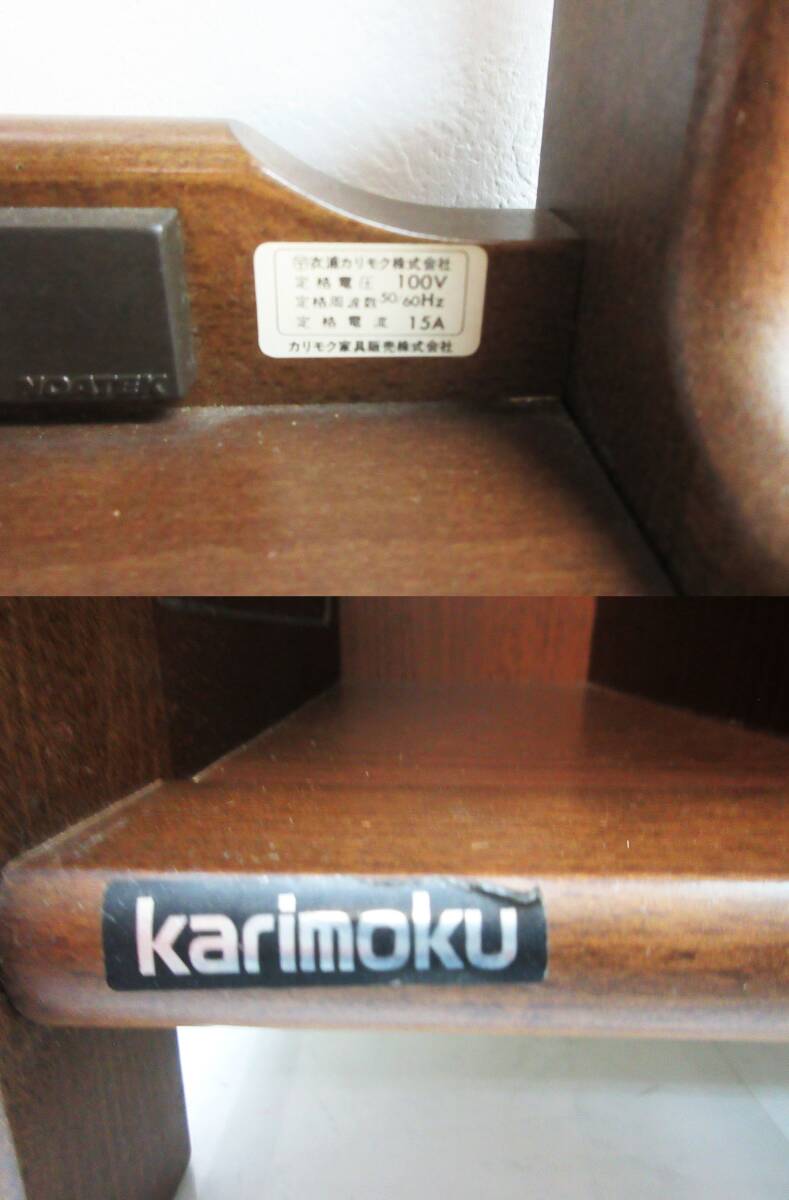 〒衣浦カリモク株式会社
定格電圧 100V
定格周波数 50/60Hz
定格電流 15A
カリモク家具販売株式会社
NOATEK
karimoku